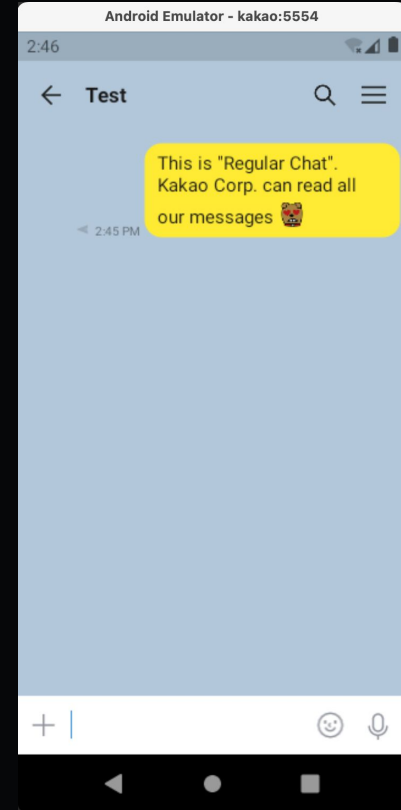 Android Emulator - kakao:5554
2:46
Test
This is "Regular Chat".
Kakao Corp. can read all
our messages
2:45 PM